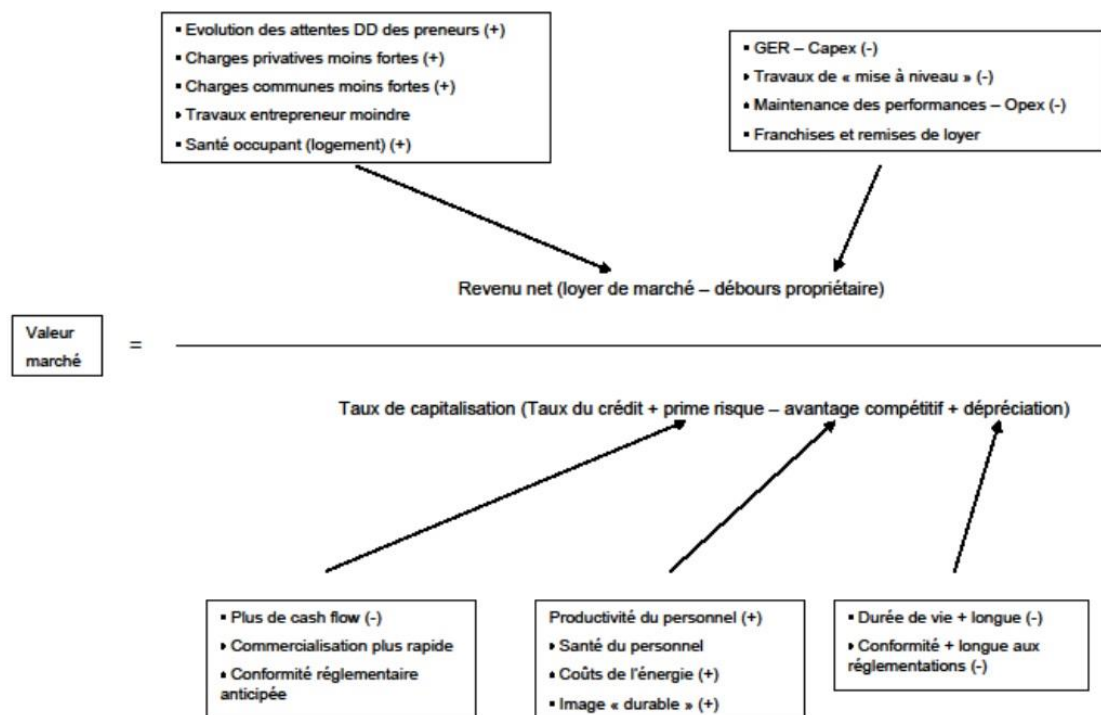 ▪ Evolution des attentes DD des preneurs (+)
▪ Charges privatives moins fortes (+)
▪ Charges communes moins fortes (+)
▪ Travaux entrepreneur moindre
▪ Santé occupant (logement) (+)
▪ GER – Capex (-)
▪ Travaux de « mise à niveau » (-)
▪ Maintenance des performances – Opex (-)
▪ Franchises et remises de loyer
Revenu net (loyer de marché – débours propriétaire)
Valeur
marché
=
Taux de capitalisation (Taux du crédit + prime risque – avantage compétitif + dépréciation)
▪ Plus de cash flow (-)
▪ Commercialisation plus rapide
▪ Conformité réglementaire
anticipée
Productivité du personnel (+)
▪ Santé du personnel
▪ Coûts de l'énergie (+)
▪ Image « durable » (+)
▪ Durée de vie + longue (-)
▪ Conformité + longue aux
réglementations (-)